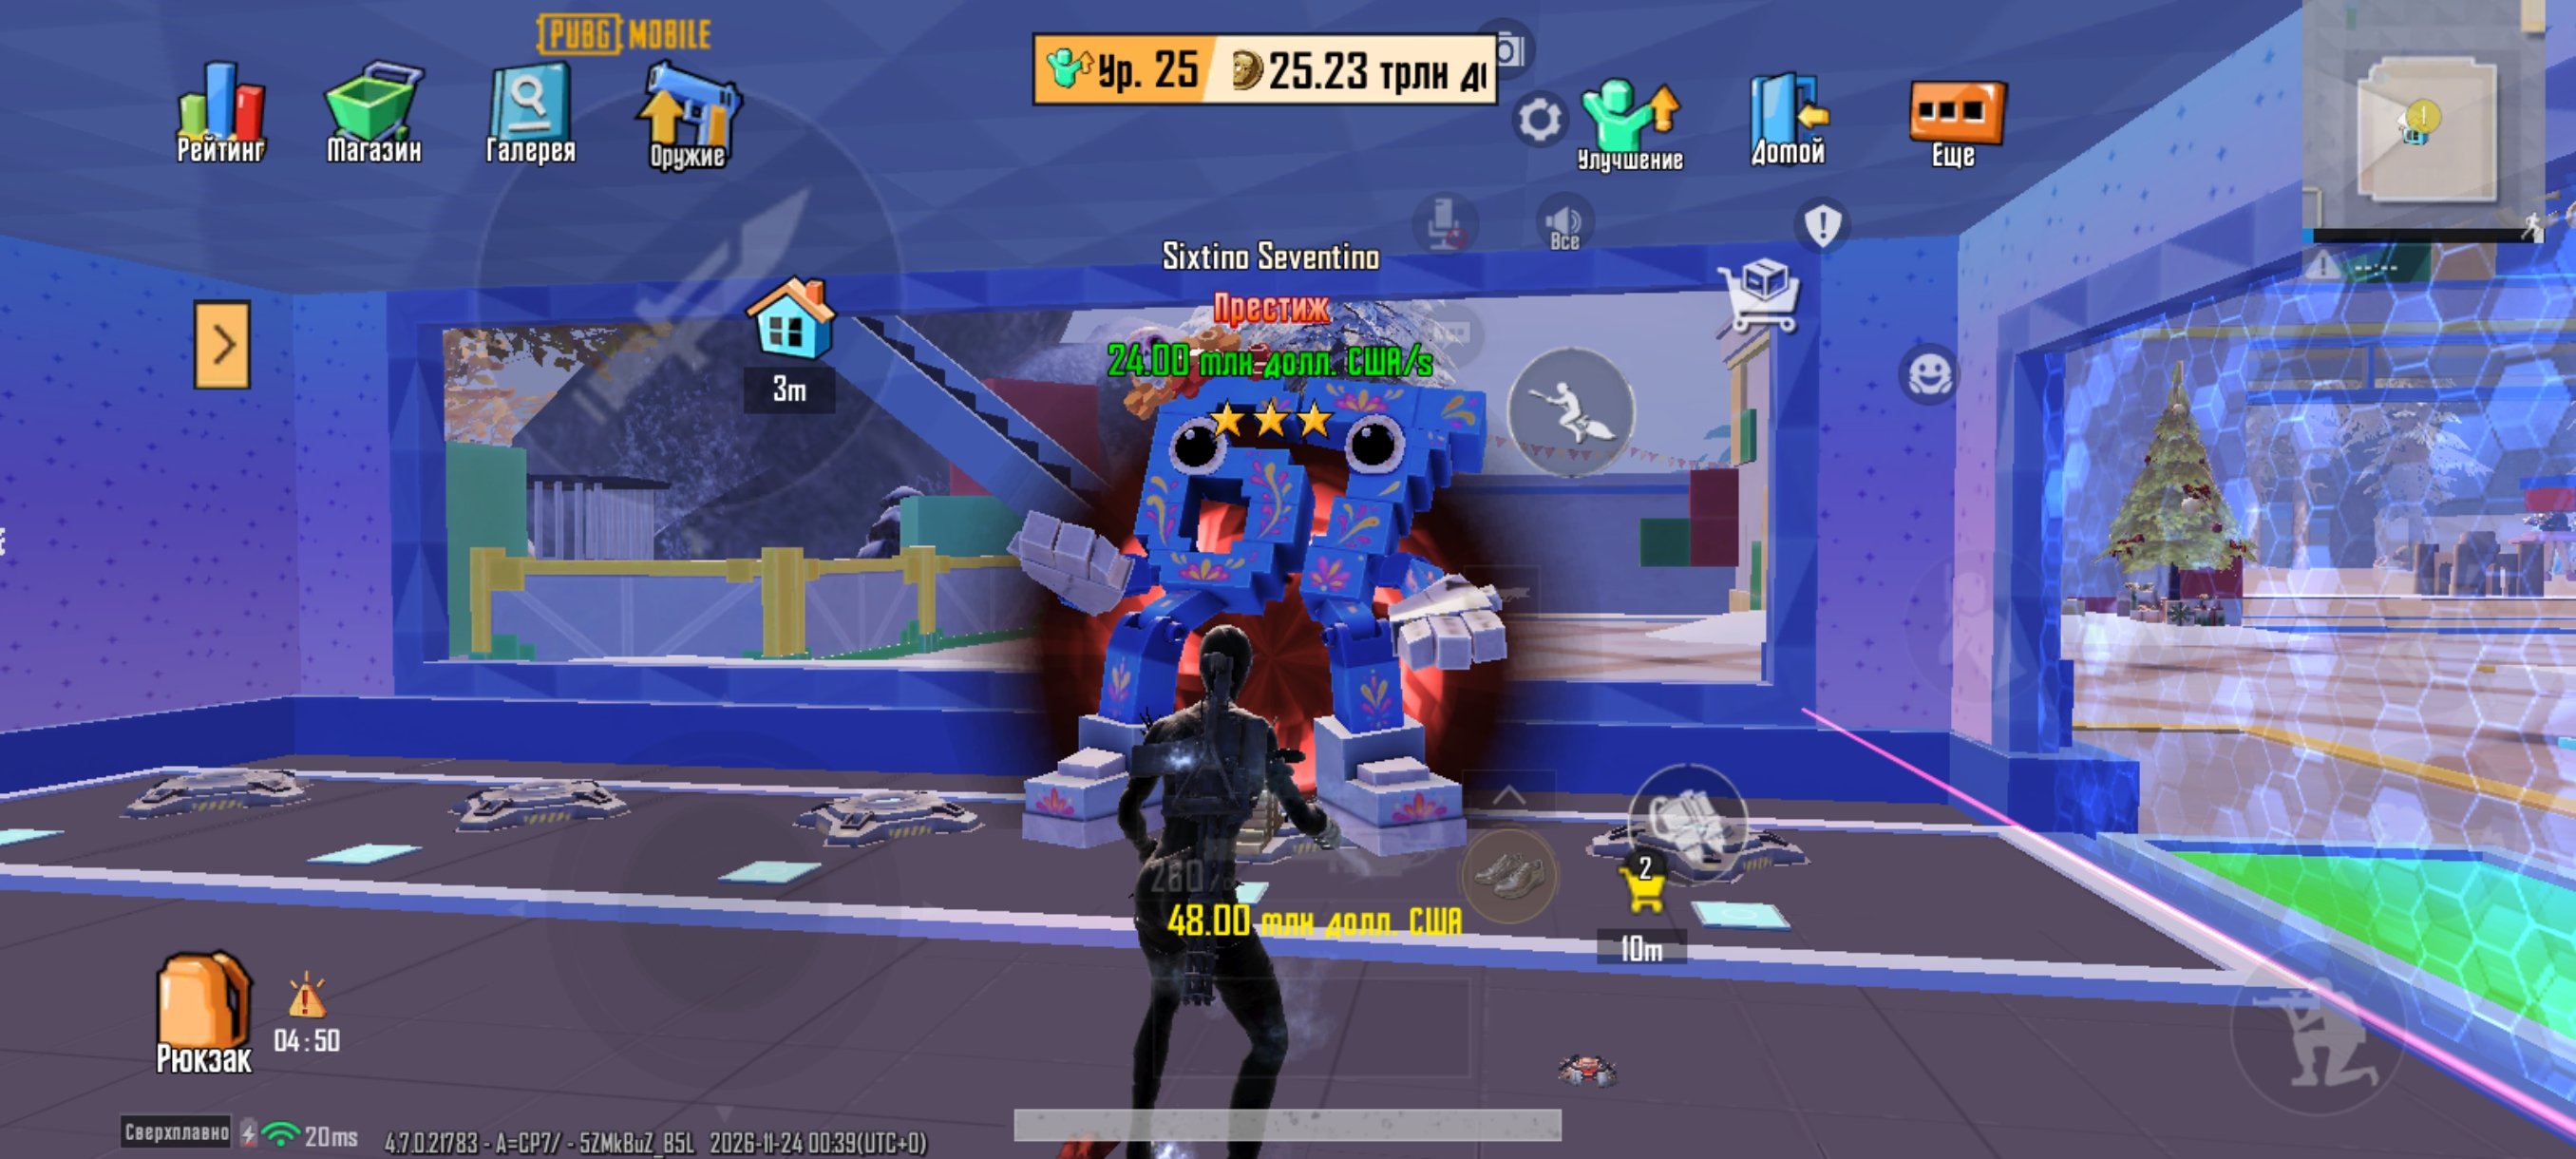 PUBG MOBILE
Ур. 25
25.23 трлн
Рейтинг
Магазин
Галерея
Оружие
Улучшение
Домой
Еще
Все
Sixtino Seventino
Престиж
24.00 млн долл. США/s
3m
--:--
48.00 млн долл. США
2
10m
Рюкзак
04:50
Сверхплавно
20ms
4.7.0.21783 - A=CP7/ - 5ZMkBuZ_B5L 2026-11-24 00:39(UTC+0)